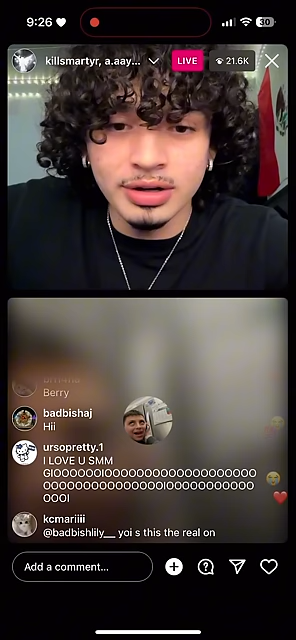 9:26
30
killsmartyr, a.aay...
LIVE
21.6K
Berry
badbishaj
Hii
ursopretty.1
I LOVE U SMM
GIOOOOOOIOOOOOOOOOOOOOOOOOOOO
OOOOOOOOOOOOOOIOOOOOOOOOOO
OOOI
kcmariiii
@badbishlily__ yoi s this the real on
Add a comment...